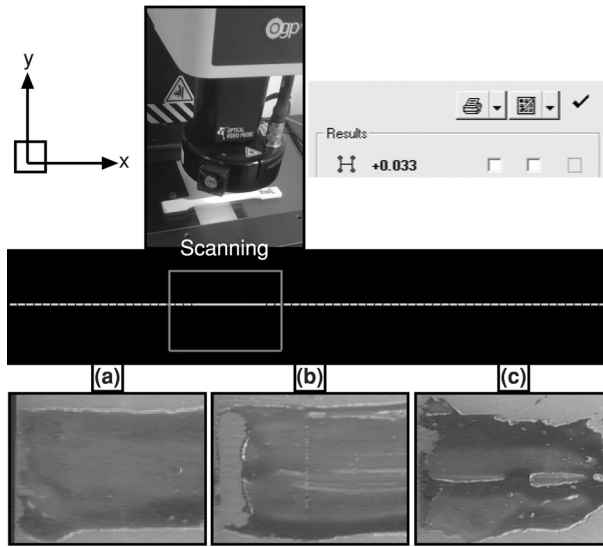 y
x
ogp
OPTICAL
VIDEO PROBE
Results
+0.033
Scanning
(a)
(b)
(c)